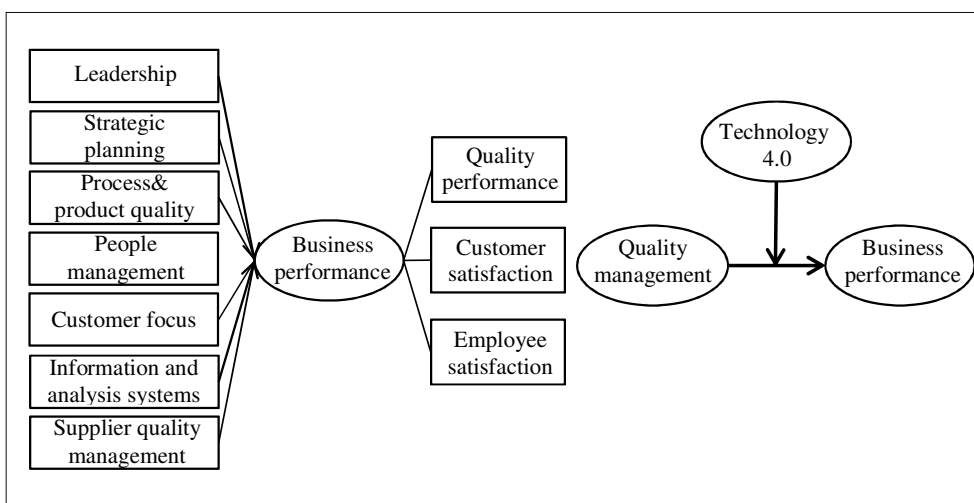 Leadership
Strategic
planning
Process&
product quality
People
management
Customer focus
Information and
analysis systems
Supplier quality
management
Business
performance
Quality
performance
Customer
satisfaction
Employee
satisfaction
Technology
4.0
Quality
management
Business
performance